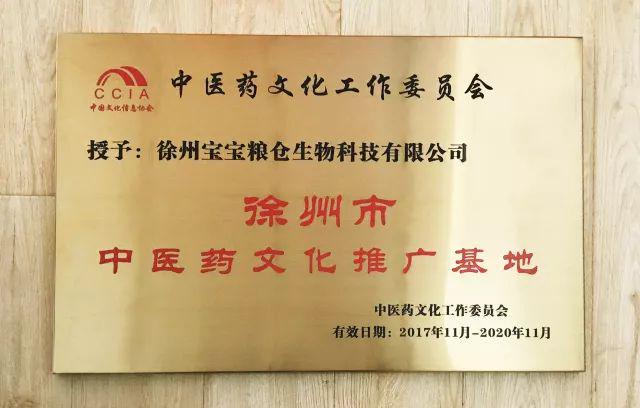 CCIA
中国文化信息协会
中医药文化工作委员会
授予：徐州宝宝粮仓生物科技有限公司
徐州市
中医药文化推广基地
中医药文化工作委员会
有效日期：2017年11月-2020年11月